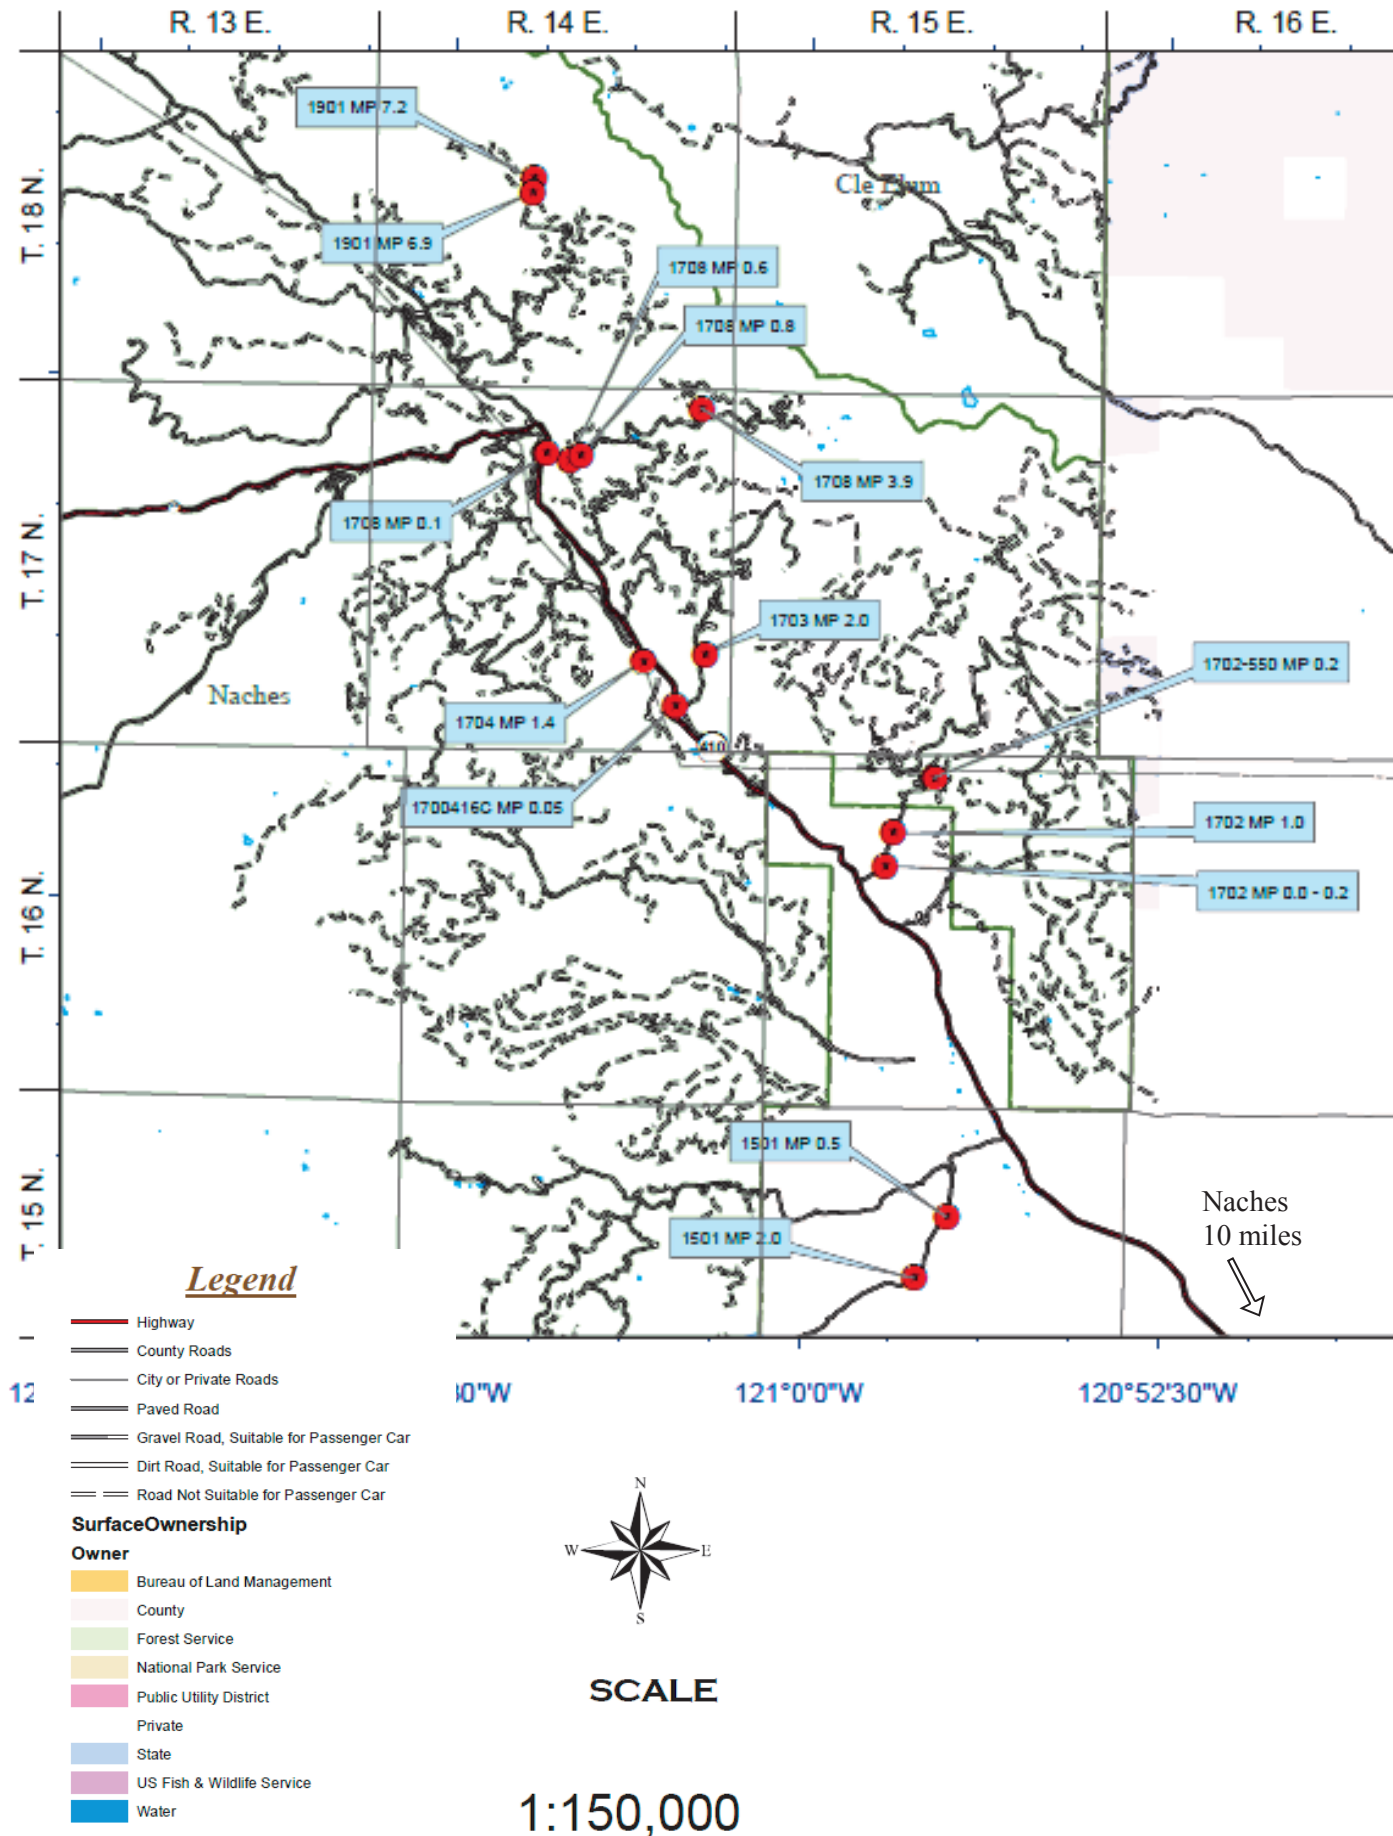 R. 13 E.
R. 14 E.
R. 15 E.
R. 16 E.
T. 18 N.
T. 17 N.
T. 16 N.
T. 15 N.
1901 MP 7.2
Cle Elum
1901 MP 6.9
1708 MP 0.6
1708 MP 0.8
1708 MP 3.9
1708 MP 0.1
1703 MP 2.0
1702-550 MP 0.2
Naches
1704 MP 1.4
410
1700416C MP 0.05
1702 MP 1.0
1702 MP 0.0 - 0.2
1501 MP 0.5
1501 MP 2.0
Naches
10 miles
Legend
Highway
County Roads
City or Private Roads
Paved Road
Gravel Road, Suitable for Passenger Car
Dirt Road, Suitable for Passenger Car
Road Not Suitable for Passenger Car
SurfaceOwnership
Owner
Bureau of Land Management
County
Forest Service
National Park Service
Public Utility District
Private
State
US Fish & Wildlife Service
Water
12
30"W
121°0'0"W
120°52'30"W
N
W
E
S
SCALE
1:150,000